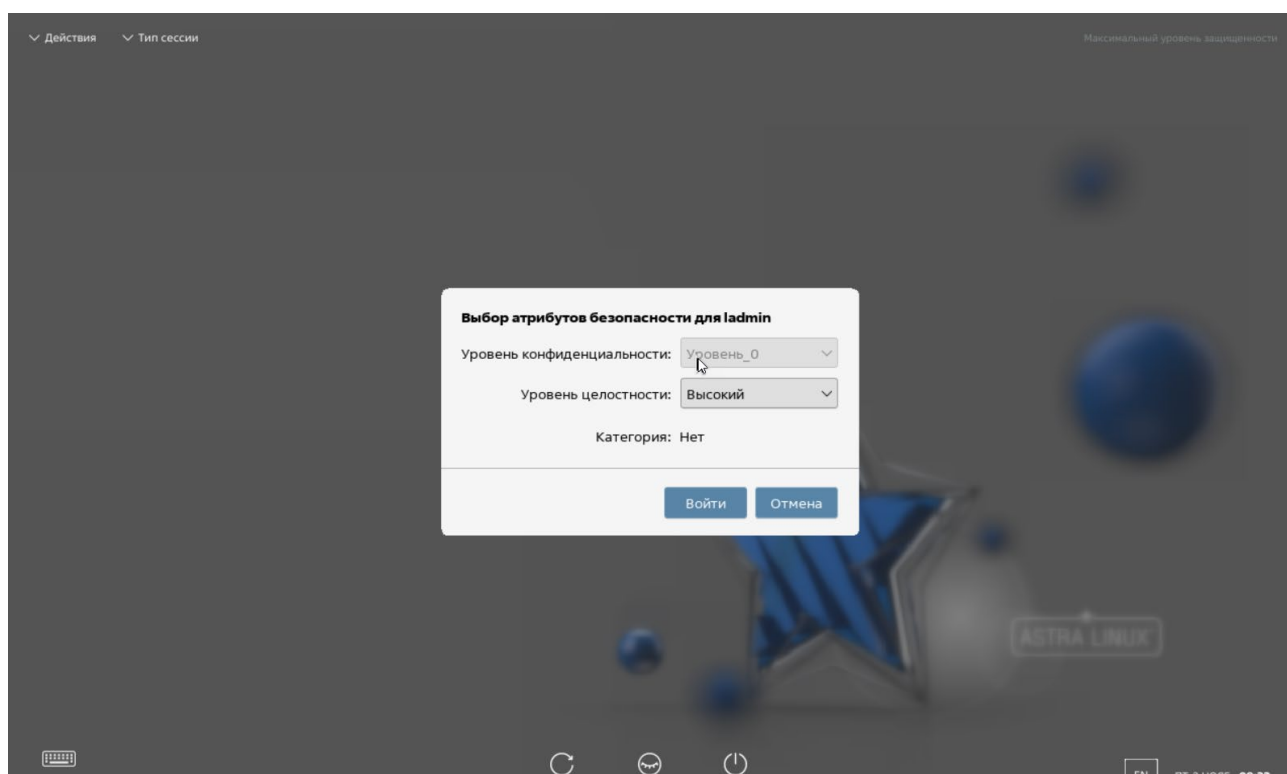 Действия Тип сессии Максимальный уровень защищенности
Выбор атрибутов безопасности для ladmin
Уровень конфиденциальности: Уровень_0
Уровень целостности: Высокий
Категория: Нет
Войти Отмена
ASTRA LINUX